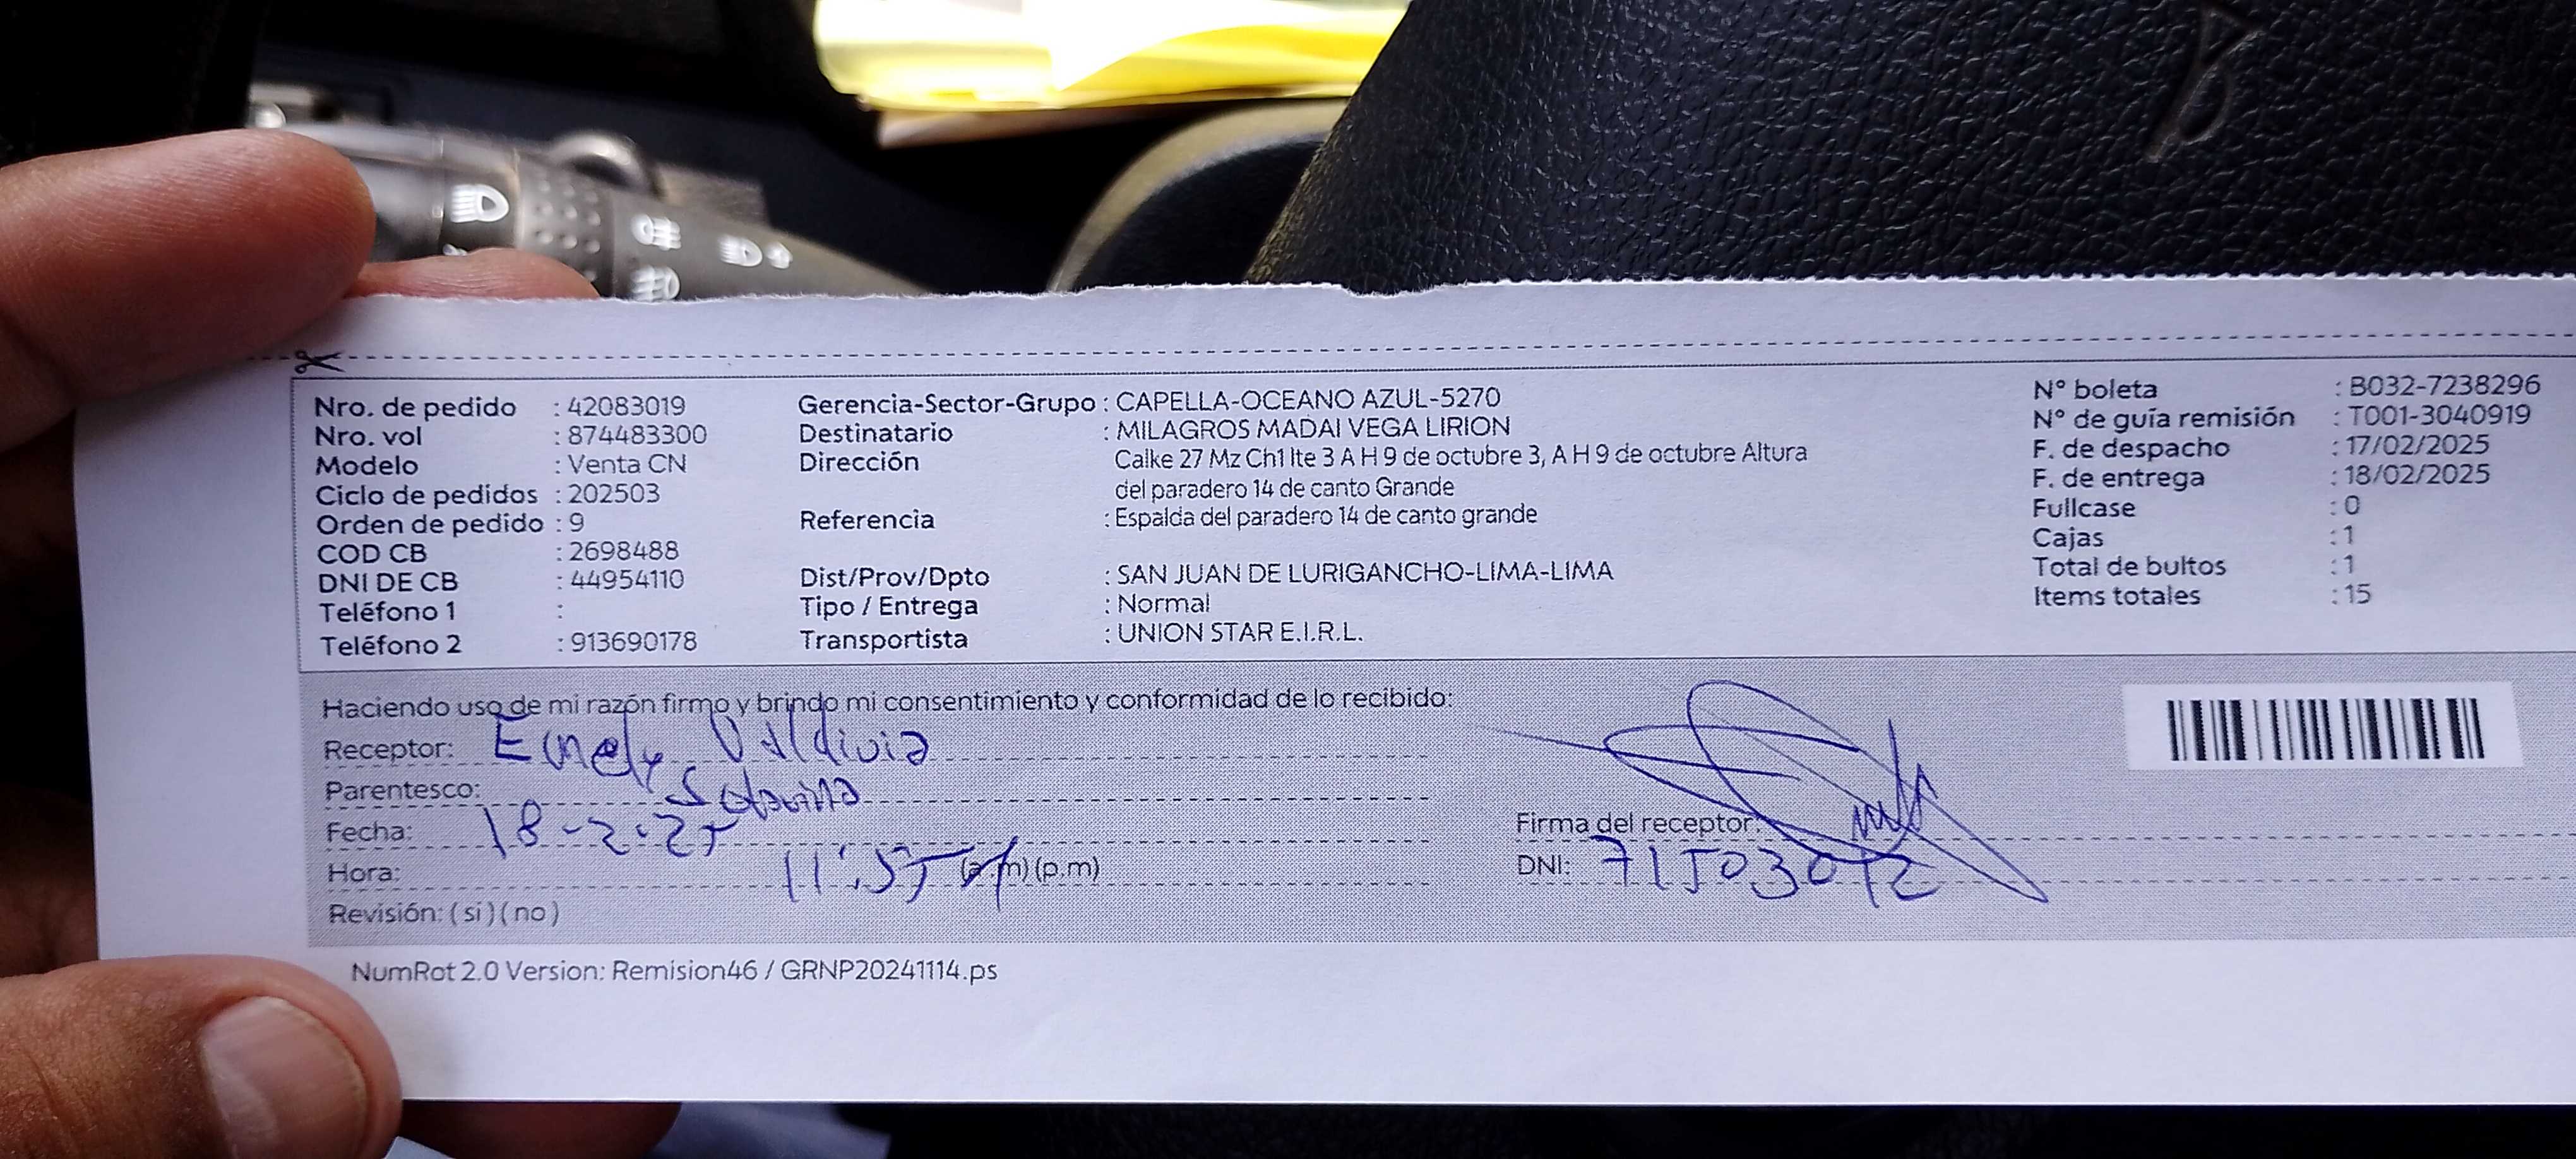 Nro. de pedido : 42083019
Nro. vol : 874483300
Modelo : Venta CN
Ciclo de pedidos : 202503
Orden de pedido : 9
COD CB : 2698488
DNI DE CB : 44954110
Teléfono 1 :
Teléfono 2 : 913690178
Gerencia-Sector-Grupo : CAPELLA-OCEANO AZUL-5270
Destinatario : MILAGROS MADAI VEGA LIRION
Dirección Calke 27 Mz Ch1 lte 3 A H 9 de octubre 3, A H 9 de octubre Altura
del paradero 14 de canto Grande
Referencia : Espalda del paradero 14 de canto grande
Dist/Prov/Dpto : SAN JUAN DE LURIGANCHO-LIMA-LIMA
Tipo / Entrega : Normal
Transportista : UNION STAR E.I.R.L.
N° boleta : B032-7238296
N° de guía remisión : T001-3040919
F. de despacho : 17/02/2025
F. de entrega : 18/02/2025
Fullcase : 0
Cajas : 1
Total de bultos : 1
Items totales : 15
Haciendo uso de mi razón firmo y brindo mi consentimiento y conformidad de lo recibido:
Receptor: Emely Valdivia
Parentesco: Sobrina
Fecha: 18-2-25
Hora: 11:55 (a.m) (p.m)
Revisión: (si) (no)
Firma del receptor:
DNI:
NumRot 2.0 Version: Remision46 / GRNP20241114.ps